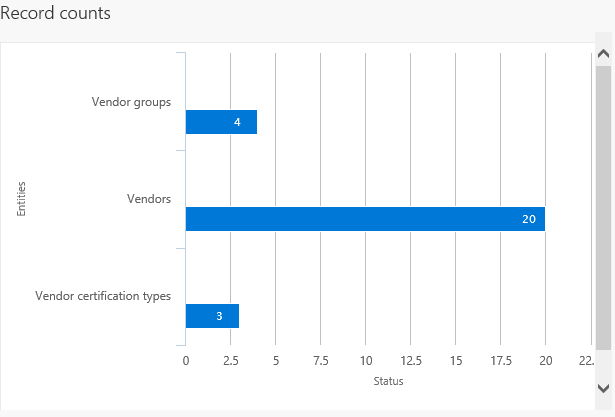 Record counts
Vendor groups
4
Entities
Vendors
20
Vendor certification types
3
0 2.5 5 7.5 10 12.5 15 17.5 20 22.
Status